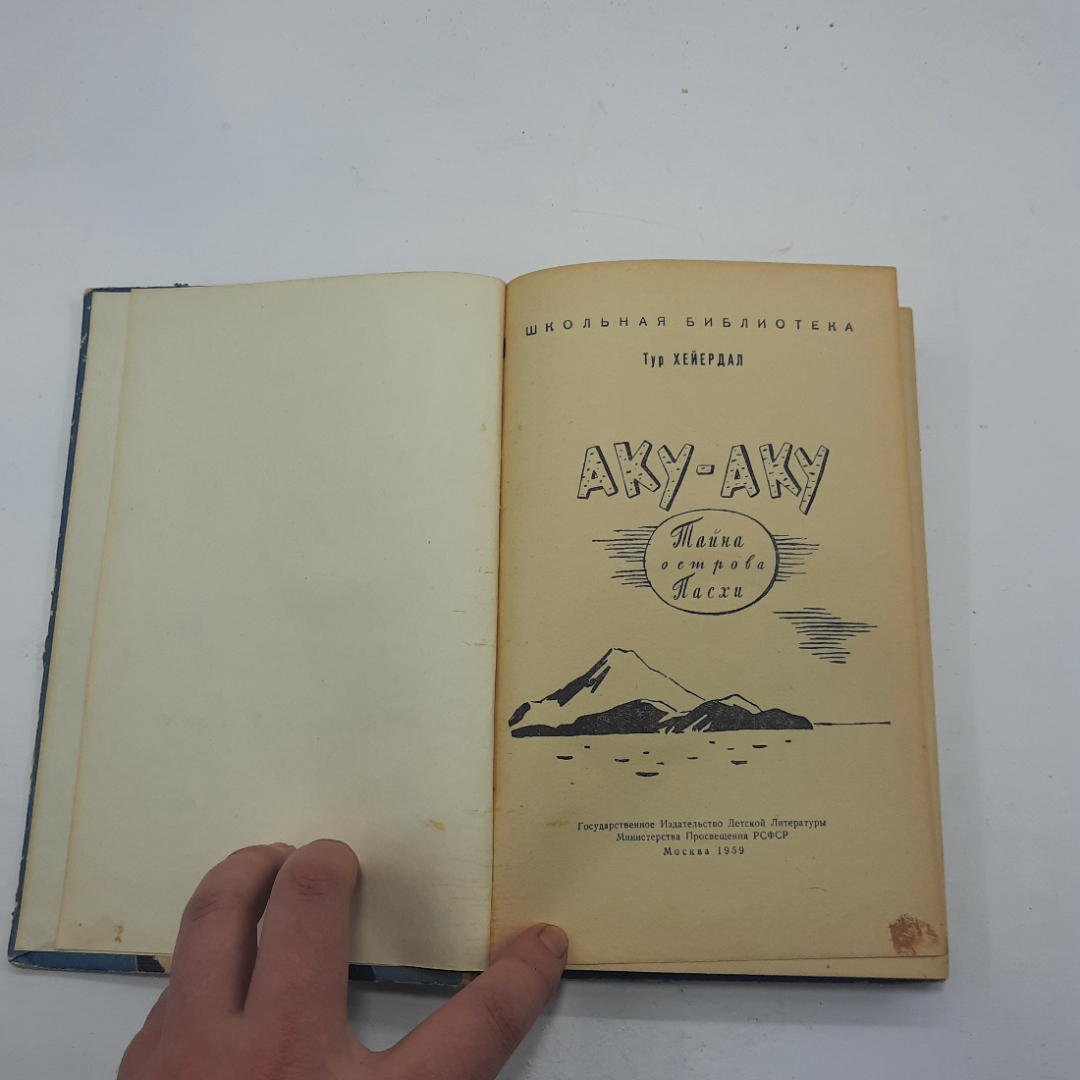 ШКОЛЬНАЯ БИБЛИОТЕКА
Тур ХЕЙЕРДАЛ
АКУ-АКУ
Тайна
острова
Пасхи
Государственное Издательство Детской Литературы
Министерства Просвещения РСФСР
Москва 1959